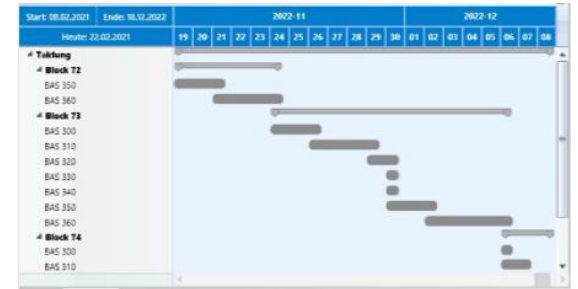 Start: 08.02.2021 Ende: 18.12.2022 2022-11 2022-12
Heute: 22.02.2021 19 20 21 22 23 24 25 26 27 28 29 30 01 02 03 04 05 06 07 08
Taktung
Block 72
BAS 350
BAS 360
Block 73
BAS 300
BAS 310
BAS 320
BAS 330
BAS 340
BAS 350
BAS 360
Block 74
BAS 300
BAS 310